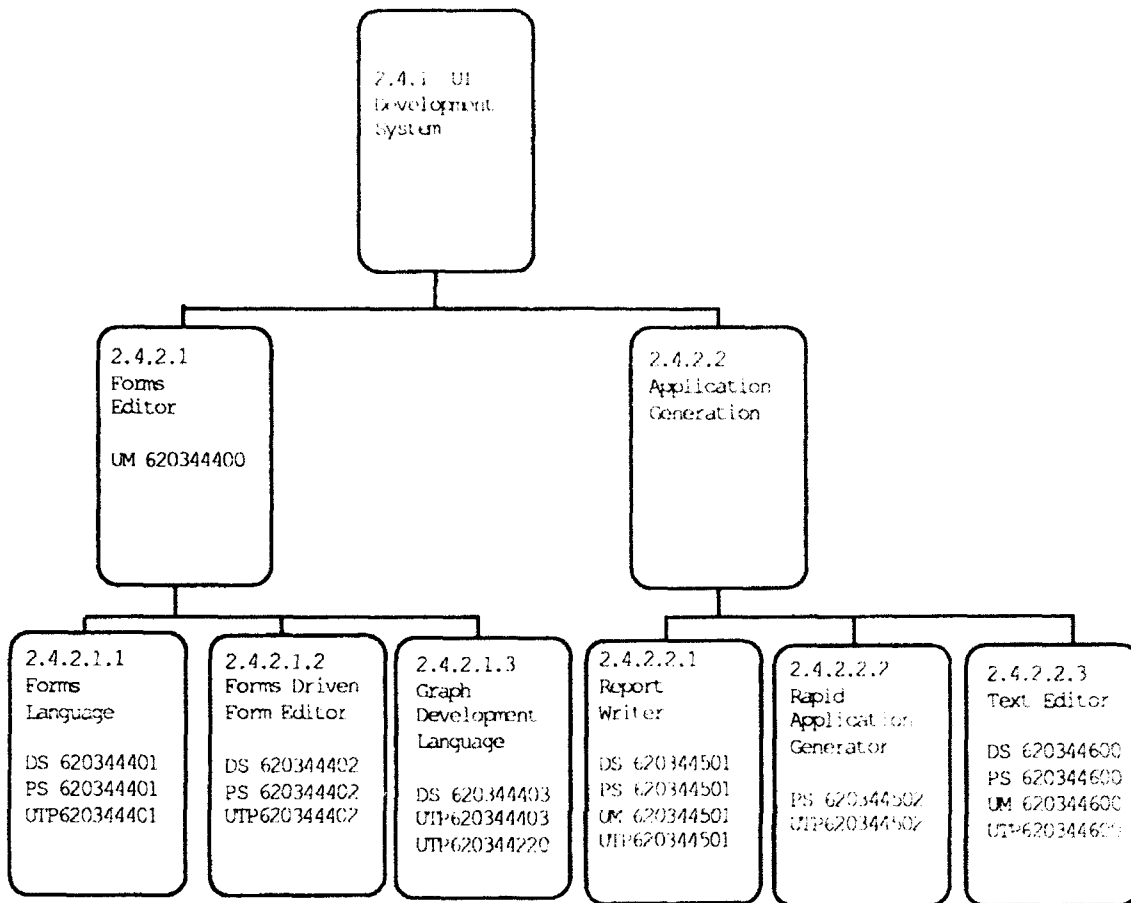 2.4.1 UI
Development
System
2.4.2.1
Forms
Editor
UM 620344400
2.4.2.2
Application
Generation
2.4.2.1.1
Forms
Language
DS 620344401
PS 620344401
UTP620344401
2.4.2.1.2
Forms Driven
Form Editor
DS 620344402
PS 620344402
UTP620344402
2.4.2.1.3
Graph
Development
Language
DS 620344403
UTP620344403
UTP620344220
2.4.2.2.1
Report
Writer
DS 620344501
PS 620344501
UM 620344501
UTP620344501
2.4.2.2.2
Rapid
Application
Generator
PS 620344502
UTP620344502
2.4.2.2.3
Text Editor
DS 620344600
PS 620344600
UM 620344600
UTP620344600